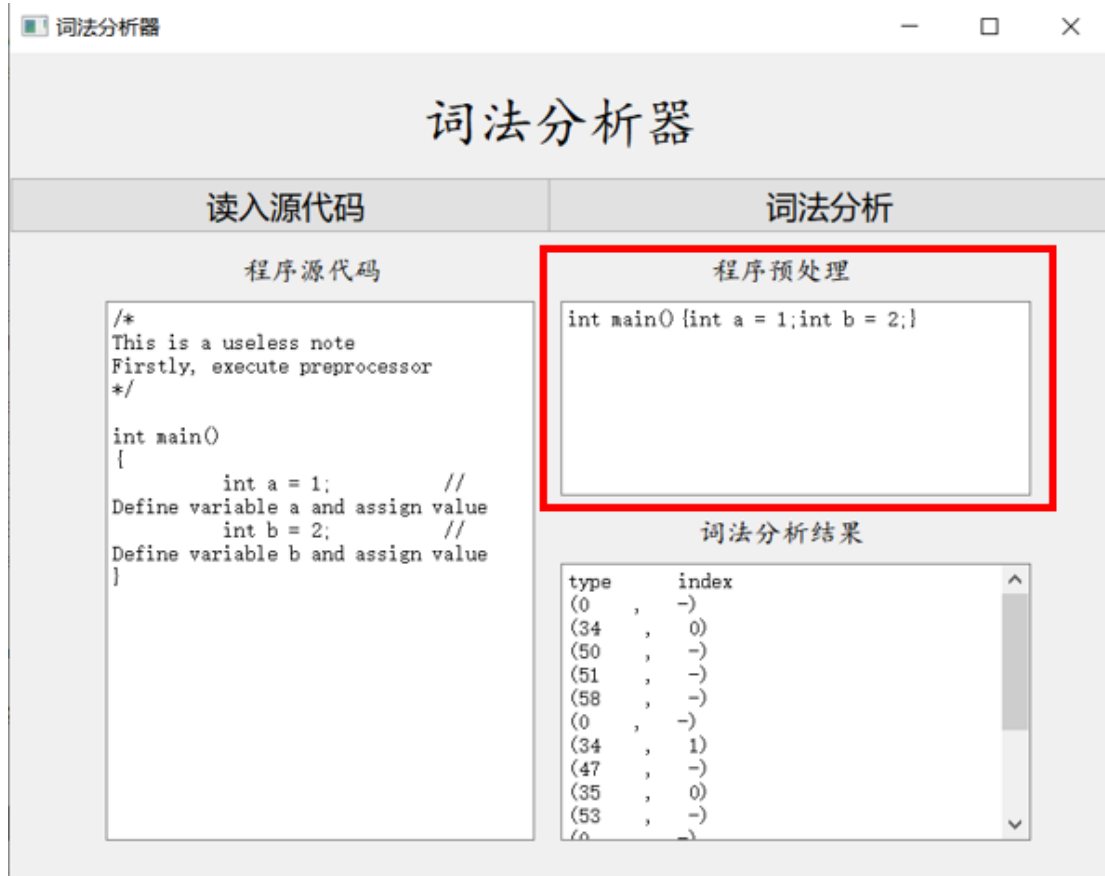 词法分析器
词法分析器
读入源代码
词法分析
程序源代码
/*
This is a useless note
Firstly, execute preprocessor
*/
int main()
{
int a = 1; //
Define variable a and assign value
int b = 2; //
Define variable b and assign value
}
程序预处理
int main(){int a = 1;int b = 2;}
词法分析结果
type index
(0 , -)
(34 , 0)
(50 , -)
(51 , -)
(58 , -)
(0 , -)
(34 , 1)
(47 , -)
(35 , 0)
(53 , -)